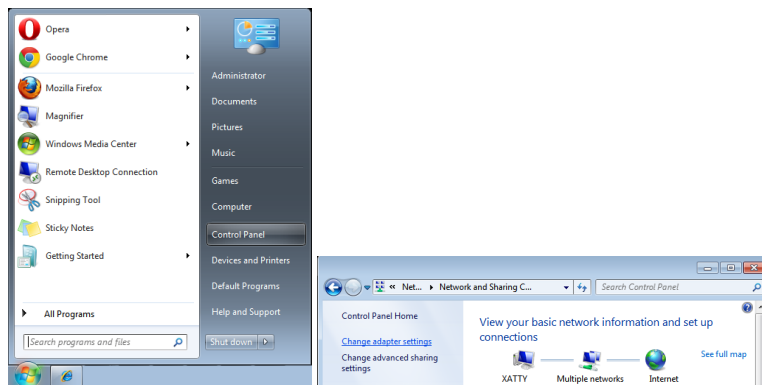 Opera
Google Chrome
Mozilla Firefox
Magnifier
Windows Media Center
Remote Desktop Connection
Snipping Tool
Sticky Notes
Getting Started
All Programs
Search programs and files
Administrator
Documents
Pictures
Music
Games
Computer
Control Panel
Devices and Printers
Default Programs
Help and Support
Shut down
« Net... Network and Sharing C...
Search Control Panel
Control Panel Home
Change adapter settings
Change advanced sharing
settings
View your basic network information and set up
connections
See full map
XATTY
Multiple networks
Internet